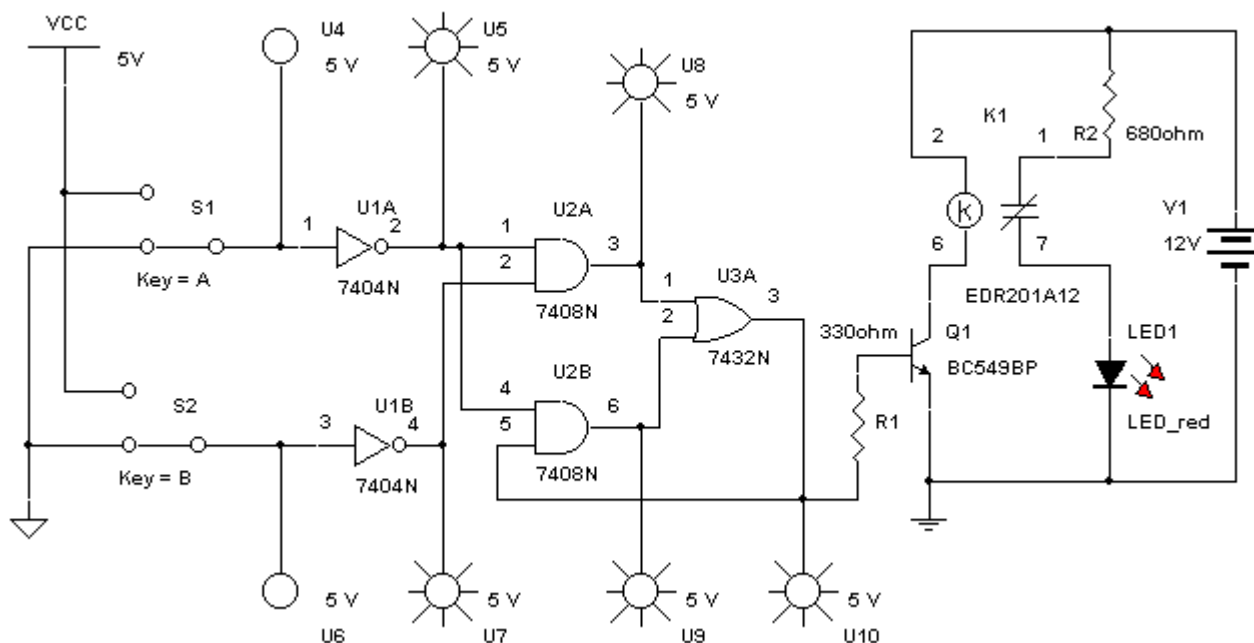 VCC
5V
U4
5 V
U5
5 V
U8
5 V
K1
2
1
R2
680ohm
S1
1
U1A
2
U2A
1
2
3
V1
12V
6
7
Key = A
7404N
7408N
U3A
1
2
3
EDR201A12
7432N
330ohm
Q1
BC549BP
LED1
LED_red
S2
U1B
3
4
U2B
4
5
6
R1
Key = B
7404N
7408N
5 V
U6
5 V
U7
5 V
U9
5 V
U10
K